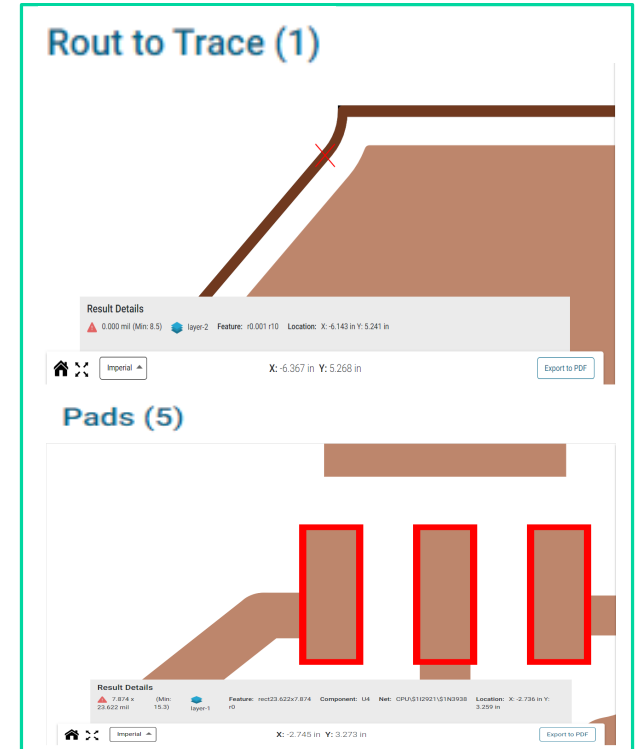 Rout to Trace (1)
Result Details
0.000 mil (Min: 8.5) layer-2 Feature: r0.001 r10 Location: X: -6.143 in Y: 5.241 in
Imperial X: -6.367 in Y: 5.268 in Export to PDF
Pads (5)
Result Details
7.874 x (Min: Feature: rect23.622x7.874 Component: U4 Net: CPU\$1I2921\$1N3938 Location: X: -2.736 in Y:
23.622 mil 15.3) layer-1 r0 3.259 in
Imperial X: -2.745 in Y: 3.273 in Export to PDF